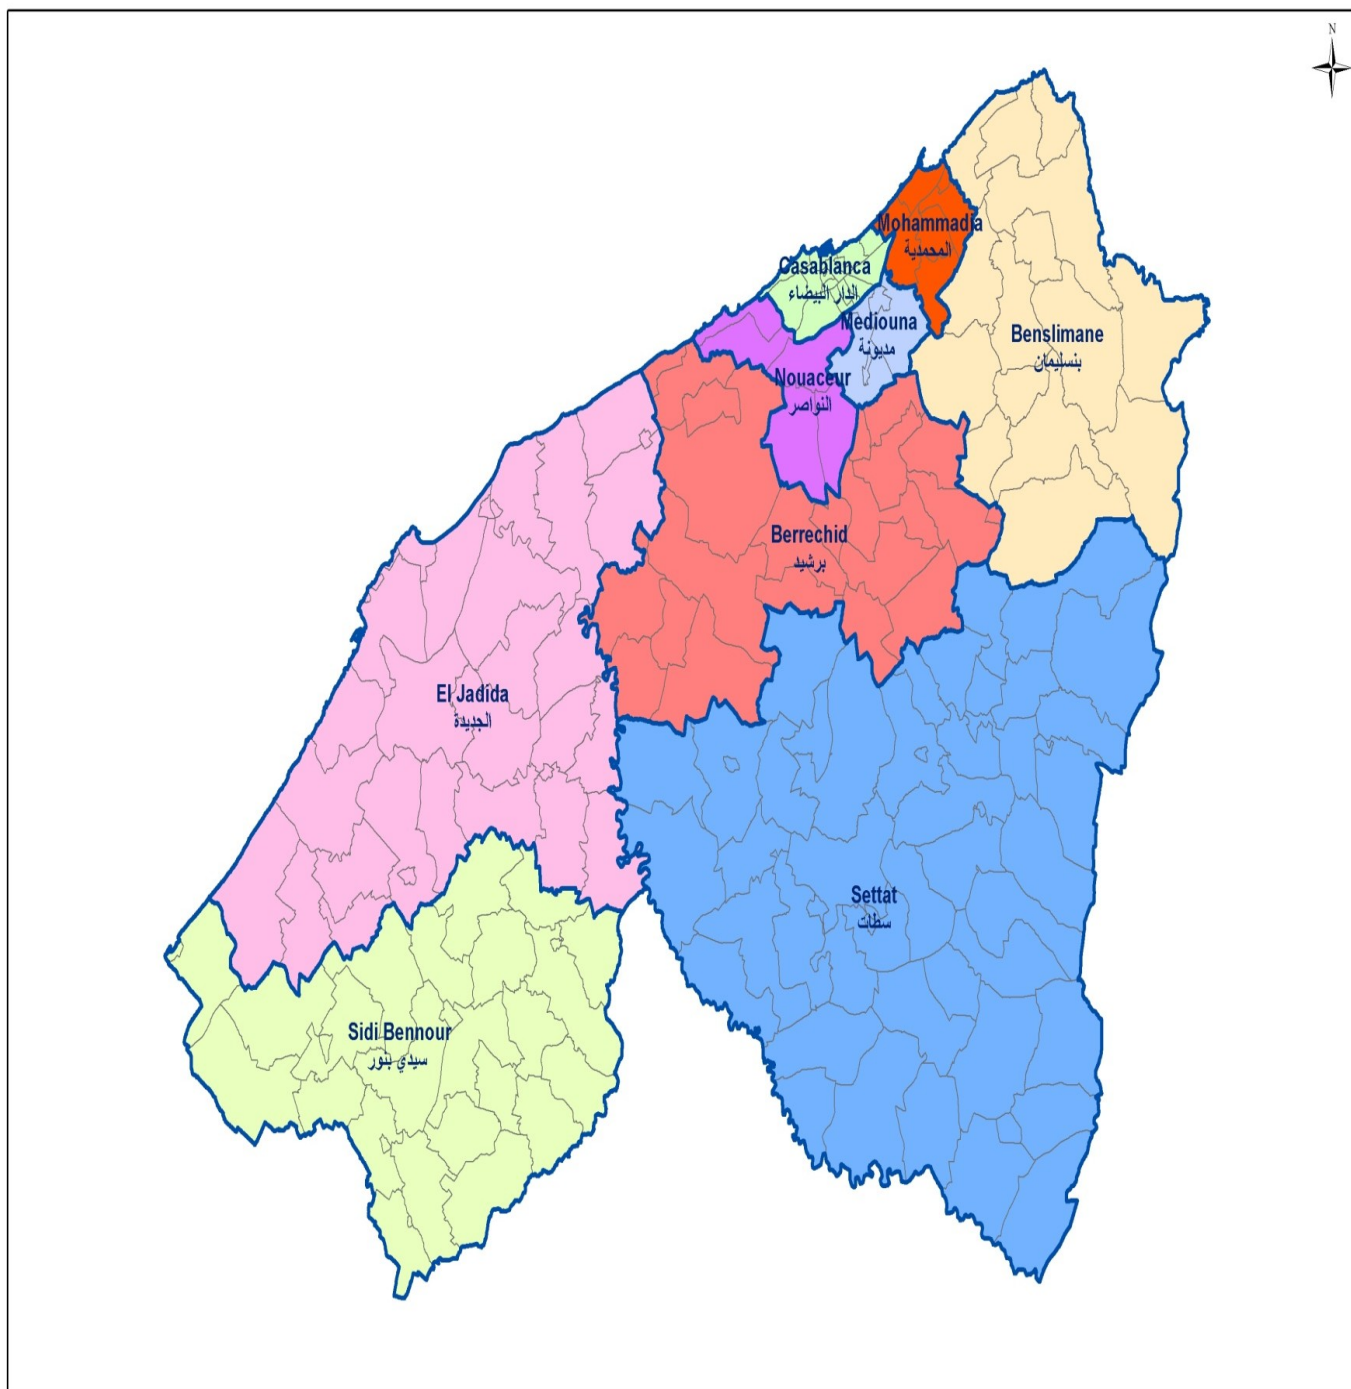 N
Mohammadia
المحمدية
Casablanca
الدار البيضاء
Mediouna
مديونة
Benslimane
بنسليمان
Nouaceur
النواصر
Berrechid
برشيد
El Jadida
الجديدة
Settat
سطات
Sidi Bennour
سيدي بنور